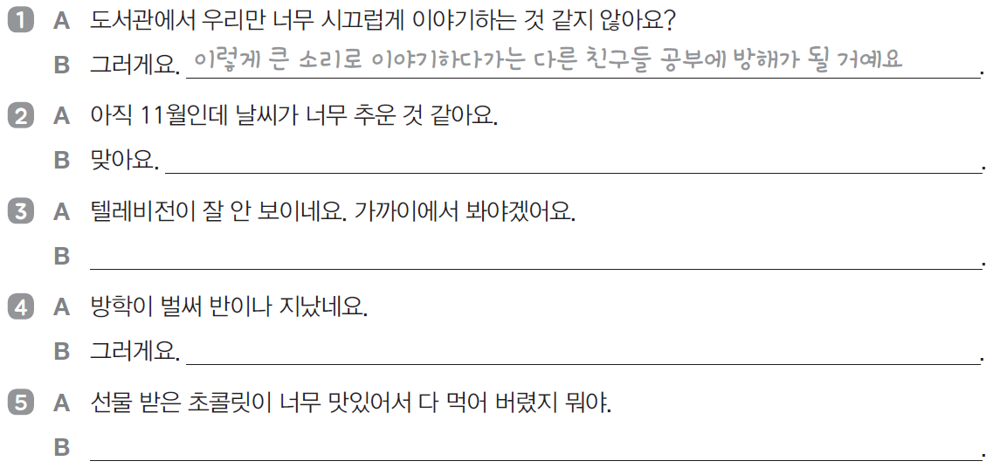 1 A 도서관에서 우리만 너무 시끄럽게 이야기하는 것 같지 않아요?
B 그러게요. 이렇게 큰 소리로 이야기하다가는 다른 친구들 공부에 방해가 될 거예요.
2 A 아직 11월인데 날씨가 너무 추운 것 같아요.
B 맞아요. .
3 A 텔레비전이 잘 안 보이네요. 가까이에서 봐야겠어요.
B .
4 A 방학이 벌써 반이나 지났네요.
B 그러게요. .
5 A 선물 받은 초콜릿이 너무 맛있어서 다 먹어 버렸지 뭐야.
B .